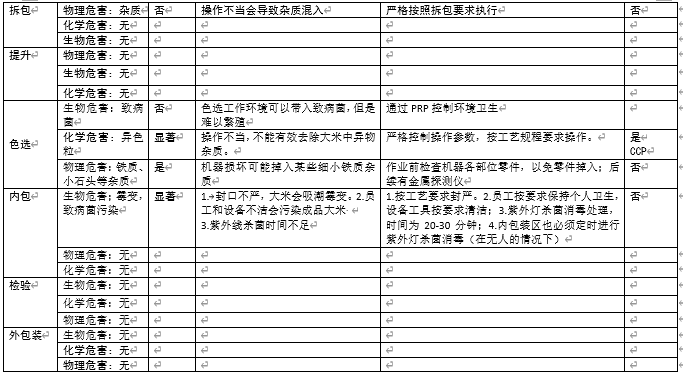 拆包 物理危害：杂质 否 操作不当会导致杂质混入 严格按照拆包要求执行 否
化学危害：无
生物危害：无
提升 物理危害：无
生物危害：无
化学危害：无
色选 生物危害：致病菌 否 色选工作环境可以带入致病菌，但是难以繁殖 通过 PRP 控制环境卫生
化学危害：异色粒 显著 操作不当，不能有效去除大米中异物杂质。 严格控制操作参数，按工艺规程要求操作。 是 CCP
物理危害：铁质、小石头等杂质 是 机器损坏可能掉入某些细小铁质杂质 作业前检查机器各部位零件，以免零件掉入；后续有金属探测仪 否
内包 生物危害；霉变，致病菌污染 显著 1.封口不严，大米会吸潮霉变。2.员工和设备不洁会污染成品大米 3.紫外线杀菌时间不足 1.按工艺要求封严。2.员工按要求保持个人卫生，设备工具按要求清洁；3.紫外灯杀菌消毒处理，时间为 20-30 分钟；4.内包装区也必须定时进行紫外灯杀菌消毒（在无人的情况下） 否
物理危害：无
化学危害：无
检验 生物危害：无
化学危害：无
物理危害：无
外包装 生物危害：无
化学危害：无
物理危害：无